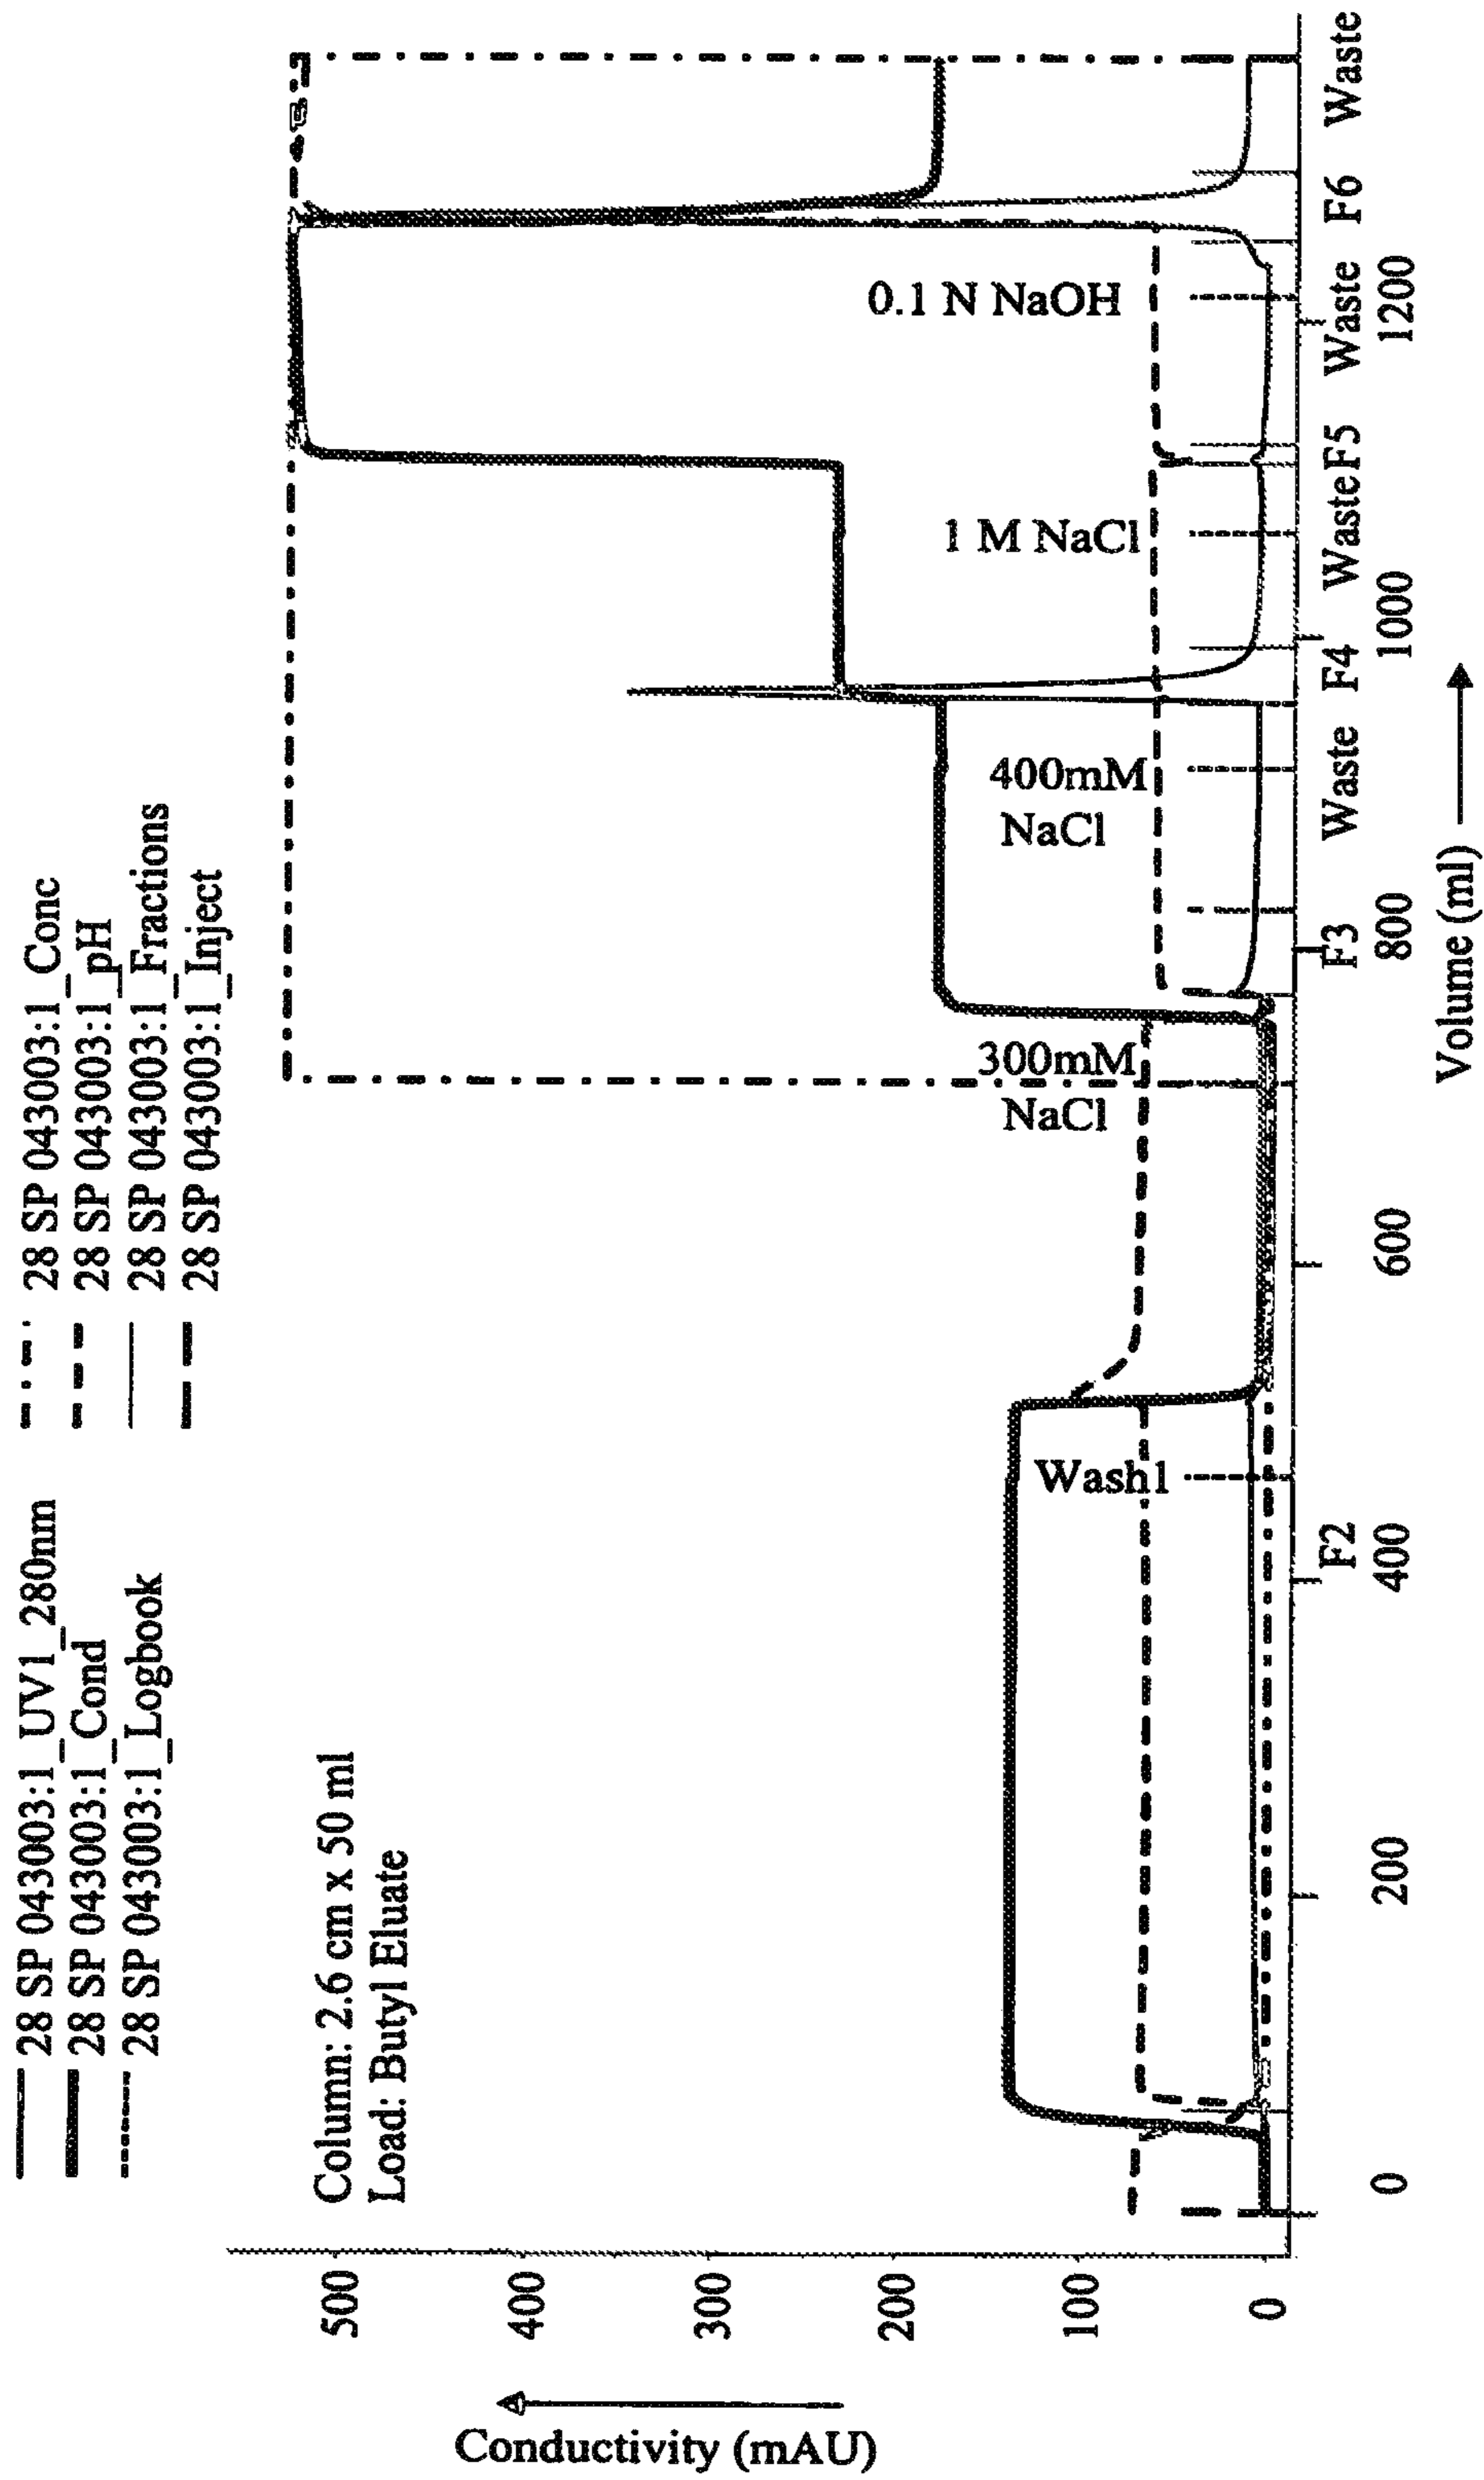 28 SP 043003:1_UV1_280nm
28 SP 043003:1_Cond
28 SP 043003:1_Logbook
28 SP 043003:1_Conc
28 SP 043003:1_pH
28 SP 043003:1_Fractions
28 SP 043003:1_Inject
Column: 2.6 cm x 50 ml
Load: Butyl Eluate
Conductivity (mAU)
500
400
300
200
100
0
Wash1
300mM
NaCl
400mM
NaCl
1 M NaCl
0.1 N NaOH
F2
F3
Waste
F4
Waste
F5
Waste
F6
Waste
0
200
400
600
800
1000
1200
Volume (ml)